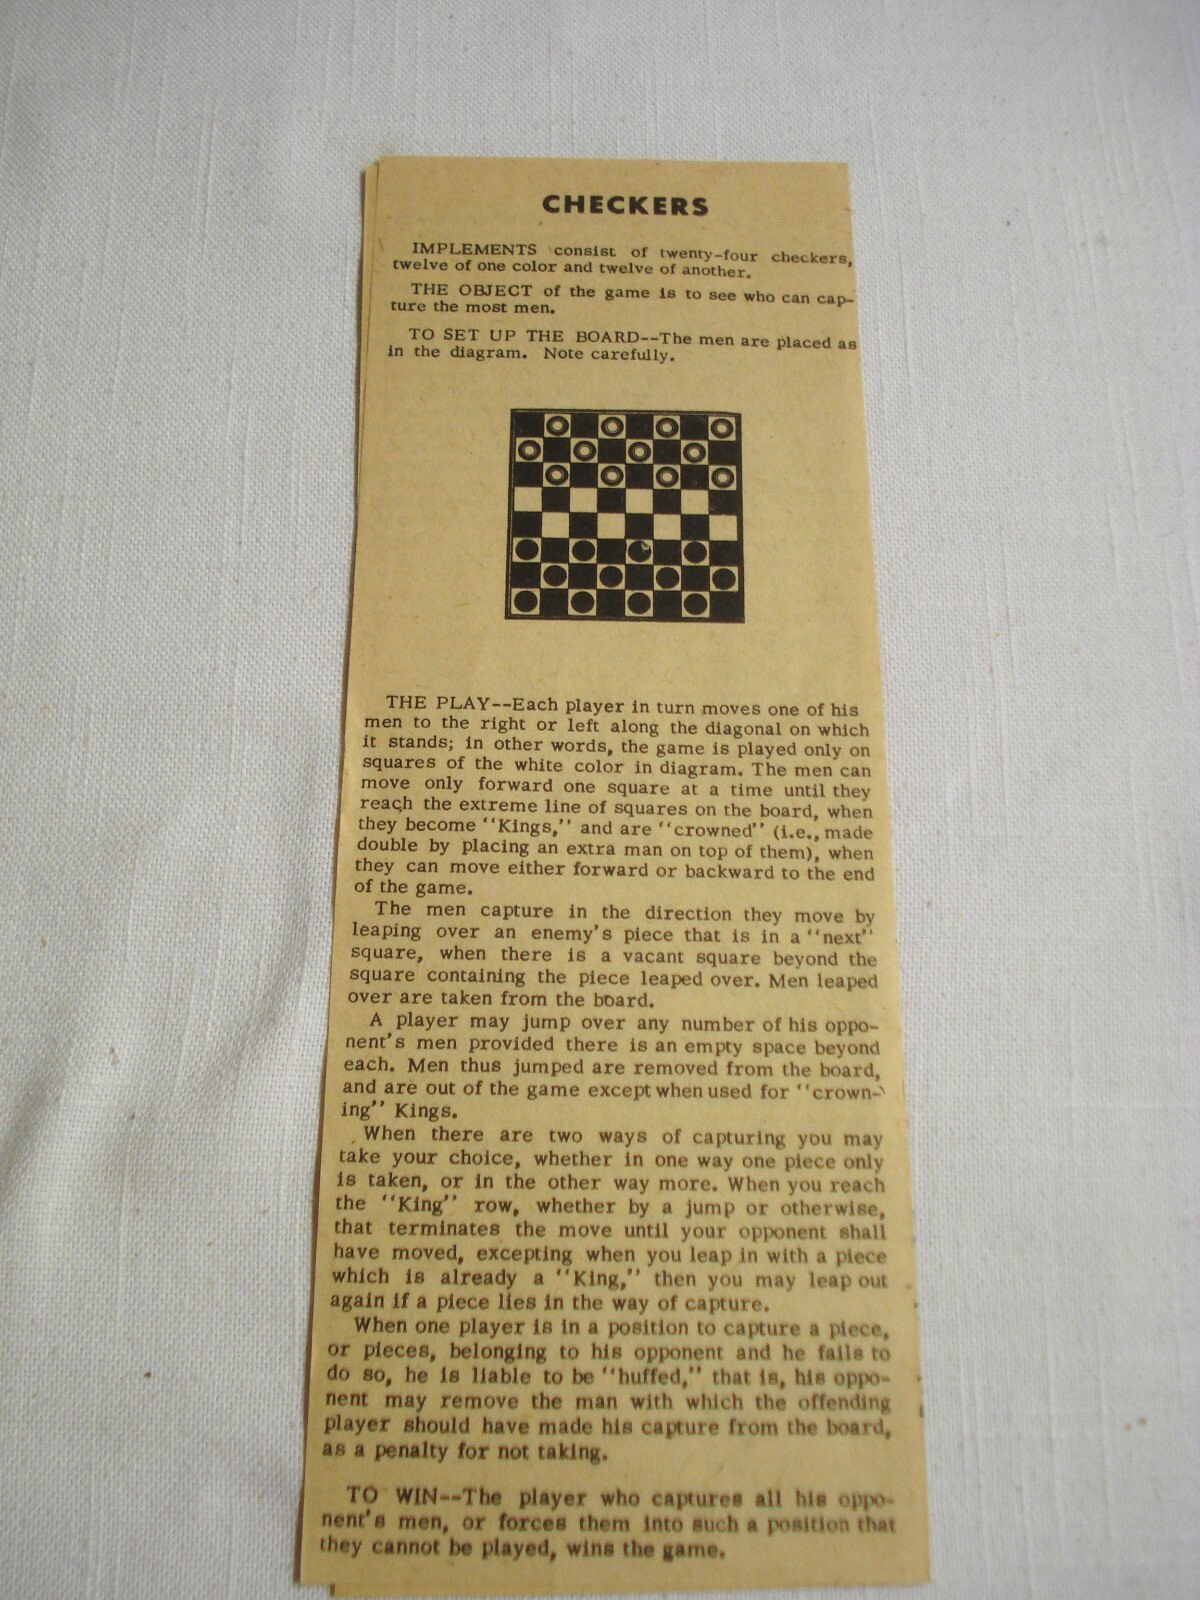 CHECKERS
IMPLEMENTS consist of twenty-four checkers,
twelve of one color and twelve of another.
THE OBJECT of the game is to see who can cap-
ture the most men.
TO SET UP THE BOARD--The men are placed as
in the diagram. Note carefully.
THE PLAY--Each player in turn moves one of his
men to the right or left along the diagonal on which
it stands; in other words, the game is played only on
squares of the white color in diagram. The men can
move only forward one square at a time until they
reach the extreme line of squares on the board, when
they become "Kings," and are "crowned" (i.e., made
double by placing an extra man on top of them), when
they can move either forward or backward to the end
of the game.
The men capture in the direction they move by
leaping over an enemy's piece that is in a "next"
square, when there is a vacant square beyond the
square containing the piece leaped over. Men leaped
over are taken from the board.
A player may jump over any number of his oppo-
nent's men provided there is an empty space beyond
each. Men thus jumped are removed from the board,
and are out of the game except when used for "crown-
ing" Kings.
When there are two ways of capturing you may
take your choice, whether in one way one piece only
is taken, or in the other way more. When you reach
the "King" row, whether by a jump or otherwise,
that terminates the move until your opponent shall
have moved, excepting when you leap in with a piece
which is already a "King," then you may leap out
again if a piece lies in the way of capture.
When one player is in a position to capture a piece,
or pieces, belonging to his opponent and he fails to
do so, he is liable to be "huffed," that is, his oppo-
nent may remove the man with which the offending
player should have made his capture from the board,
as a penalty for not taking.
TO WIN--The player who captures all his oppo-
nent's men, or forces them into such a position that
they cannot be played, wins the game.